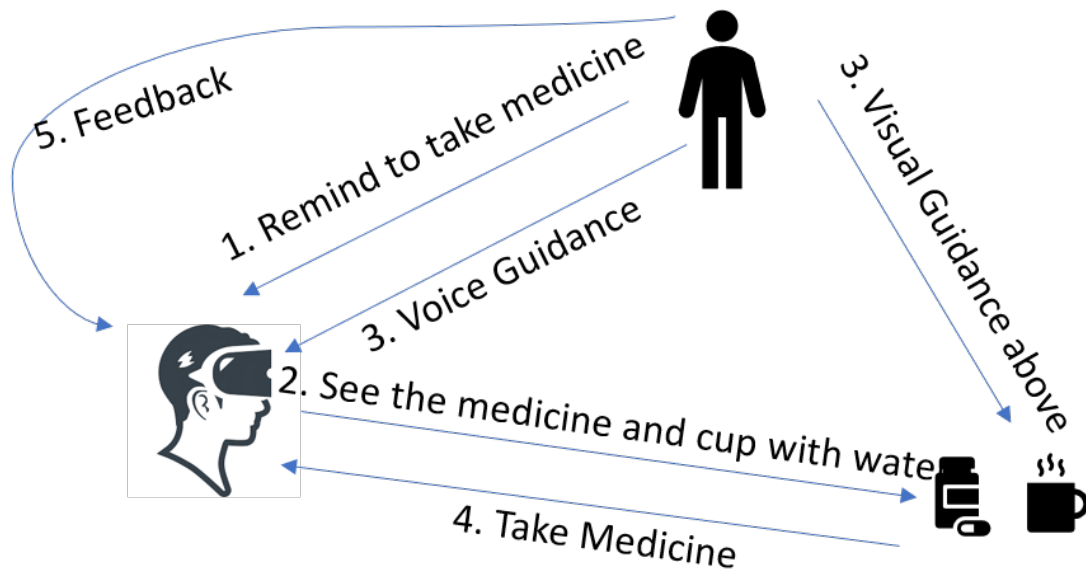 5. Feedback
1. Remind to take medicine
3. Visual Guidance above
3. Voice Guidance
2. See the medicine and cup with wate
4. Take Medicine